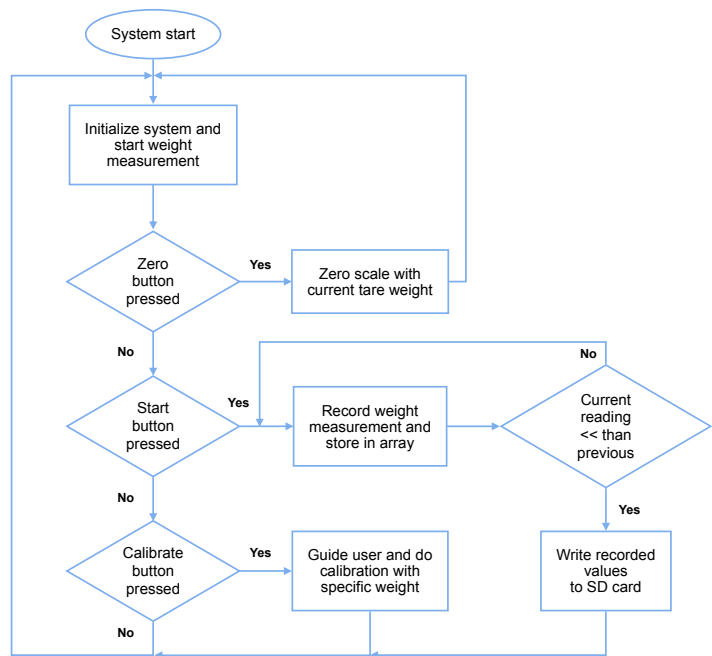 System start
Initialize system and
start weight
measurement
Zero
button
pressed
Yes
Zero scale with
current tare weight
No
Start
button
pressed
Yes
Record weight
measurement and
store in array
No
Current
reading
<< than
previous
No
Yes
Calibrate
button
pressed
Yes
Guide user and do
calibration with
specific weight
Write recorded
values
to SD card
No